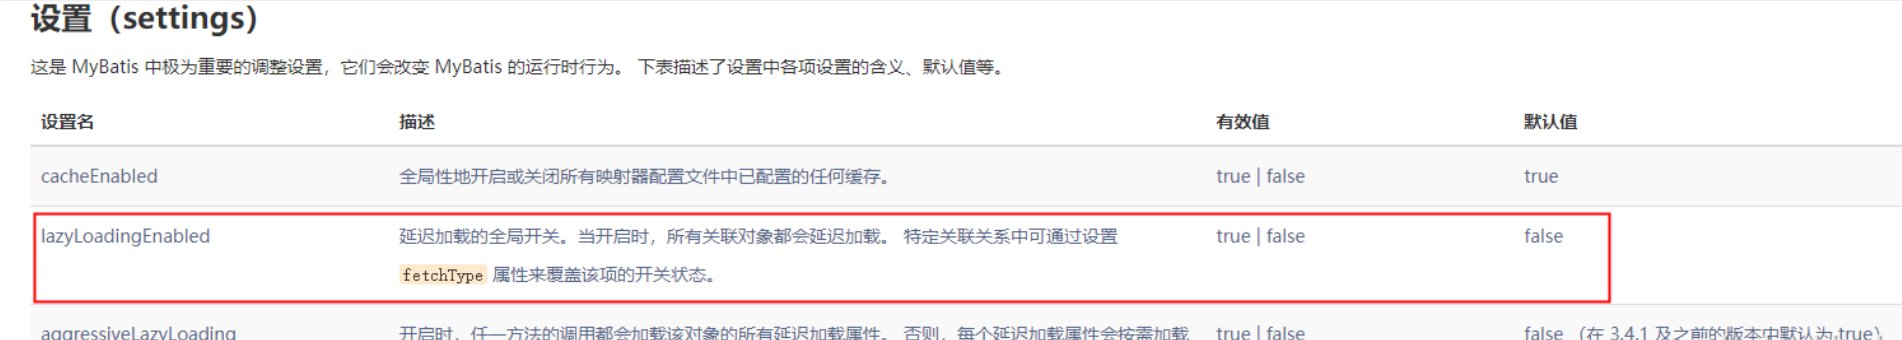 设置（settings）
这是 MyBatis 中极为重要的调整设置，它们会改变 MyBatis 的运行时行为。 下表描述了设置中各项设置的含义、默认值等。
设置名 描述 有效值 默认值
cacheEnabled 全局性地开启或关闭所有映射器配置文件中已配置的任何缓存。 true | false true
lazyLoadingEnabled 延迟加载的全局开关。当开启时，所有关联对象都会延迟加载。 特定关联关系中可通过设置 true | false false
fetchType 属性来覆盖该项的开关状态。
aggressiveLazyLoading 开启时，任一方法的调用都会加载该对象的所有延迟加载属性。 否则，每个延迟加载属性会按需加载 true | false false （在 3.4.1 及之前的版本中默认为 true）